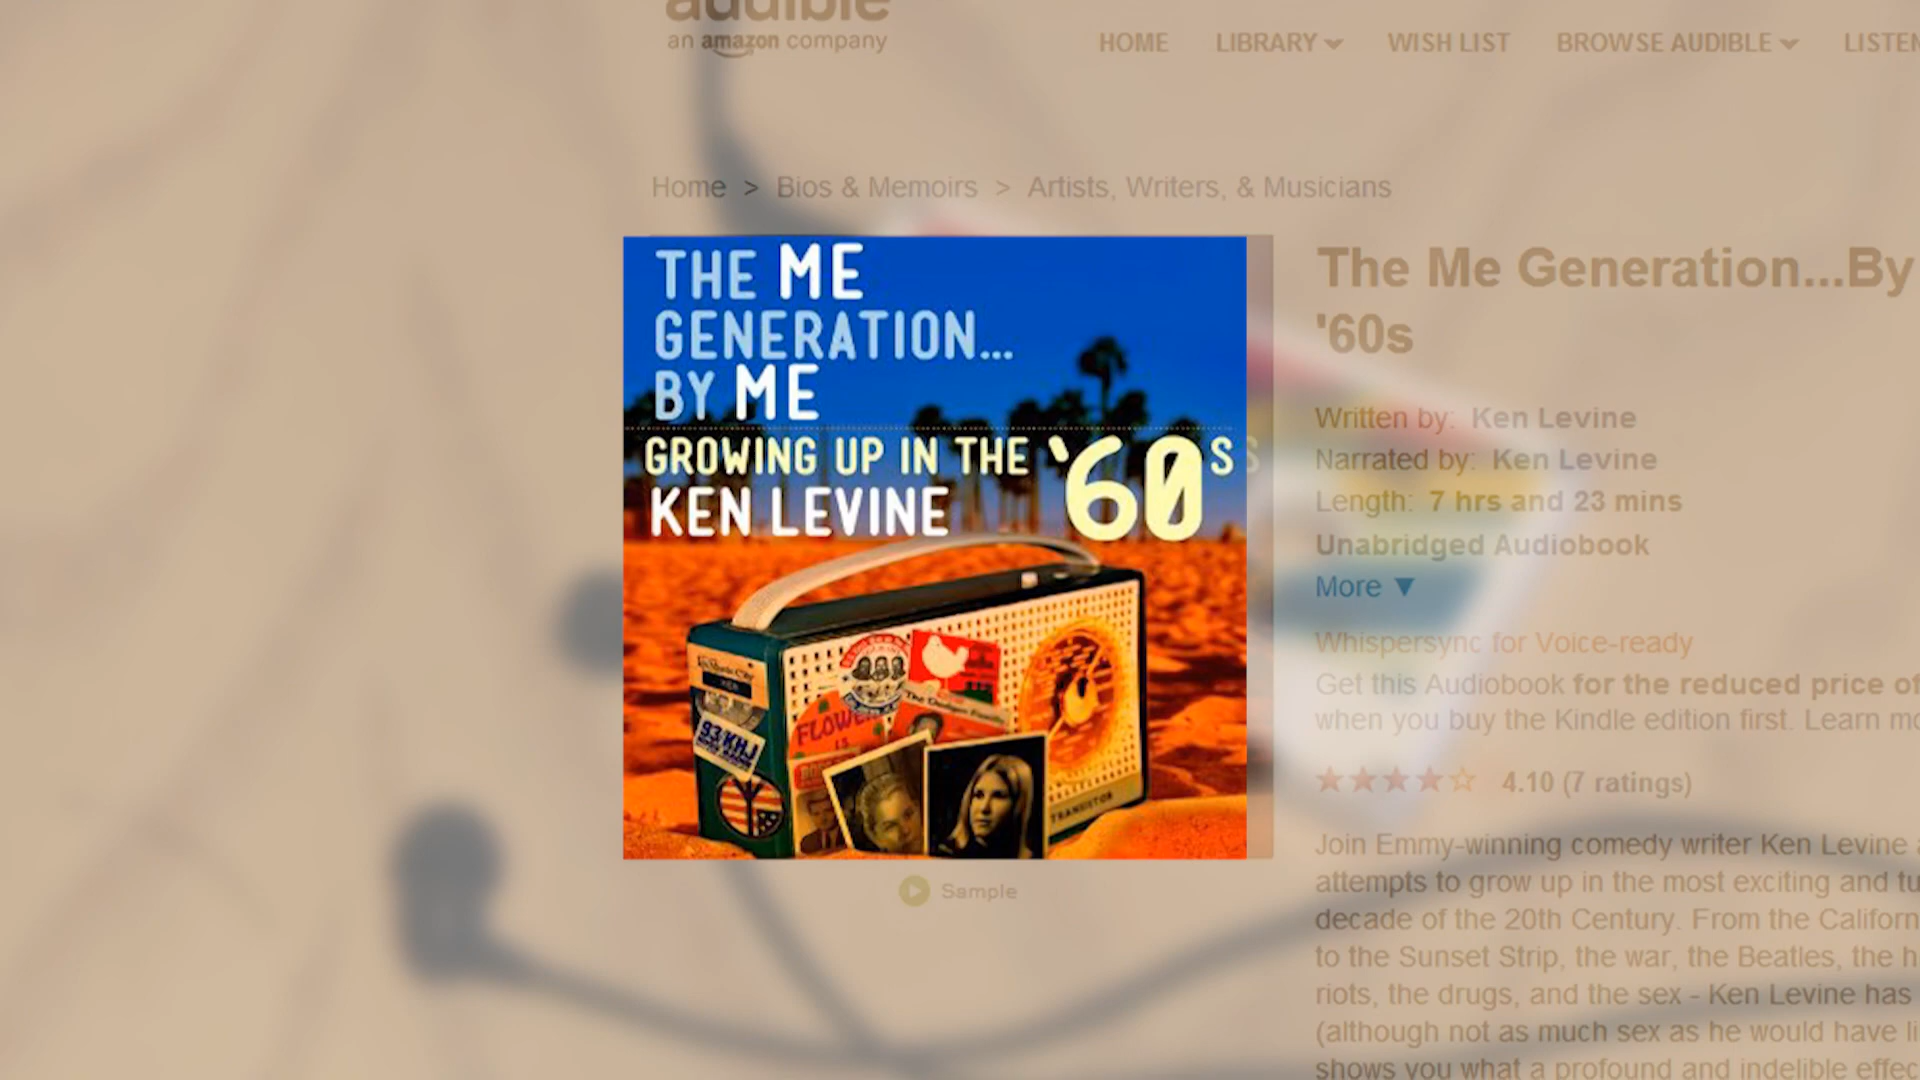 audible
an amazon company
HOME LIBRARY WISH LIST BROWSE AUDIBLE LISTEN
Home > Bios & Memoirs > Artists, Writers, & Musicians
THE ME
GENERATION...
BY ME
GROWING UP IN THE '60s
KEN LEVINE
93/KHJ
FLOWER
IS
TRANSISTOR
Sample
The Me Generation...By
'60s
Written by: Ken Levine
Narrated by: Ken Levine
Length: 7 hrs and 23 mins
Unabridged Audiobook
More
Whispersync for Voice-ready
Get this Audiobook for the reduced price of
when you buy the Kindle edition first. Learn mo
4.10 (7 ratings)
Join Emmy-winning comedy writer Ken Levine a
attempts to grow up in the most exciting and tu
decade of the 20th Century. From the Californ
to the Sunset Strip, the war, the Beatles, the h
riots, the drugs, and the sex - Ken Levine has
(although not as much sex as he would have li
shows you what a profound and indelible effec